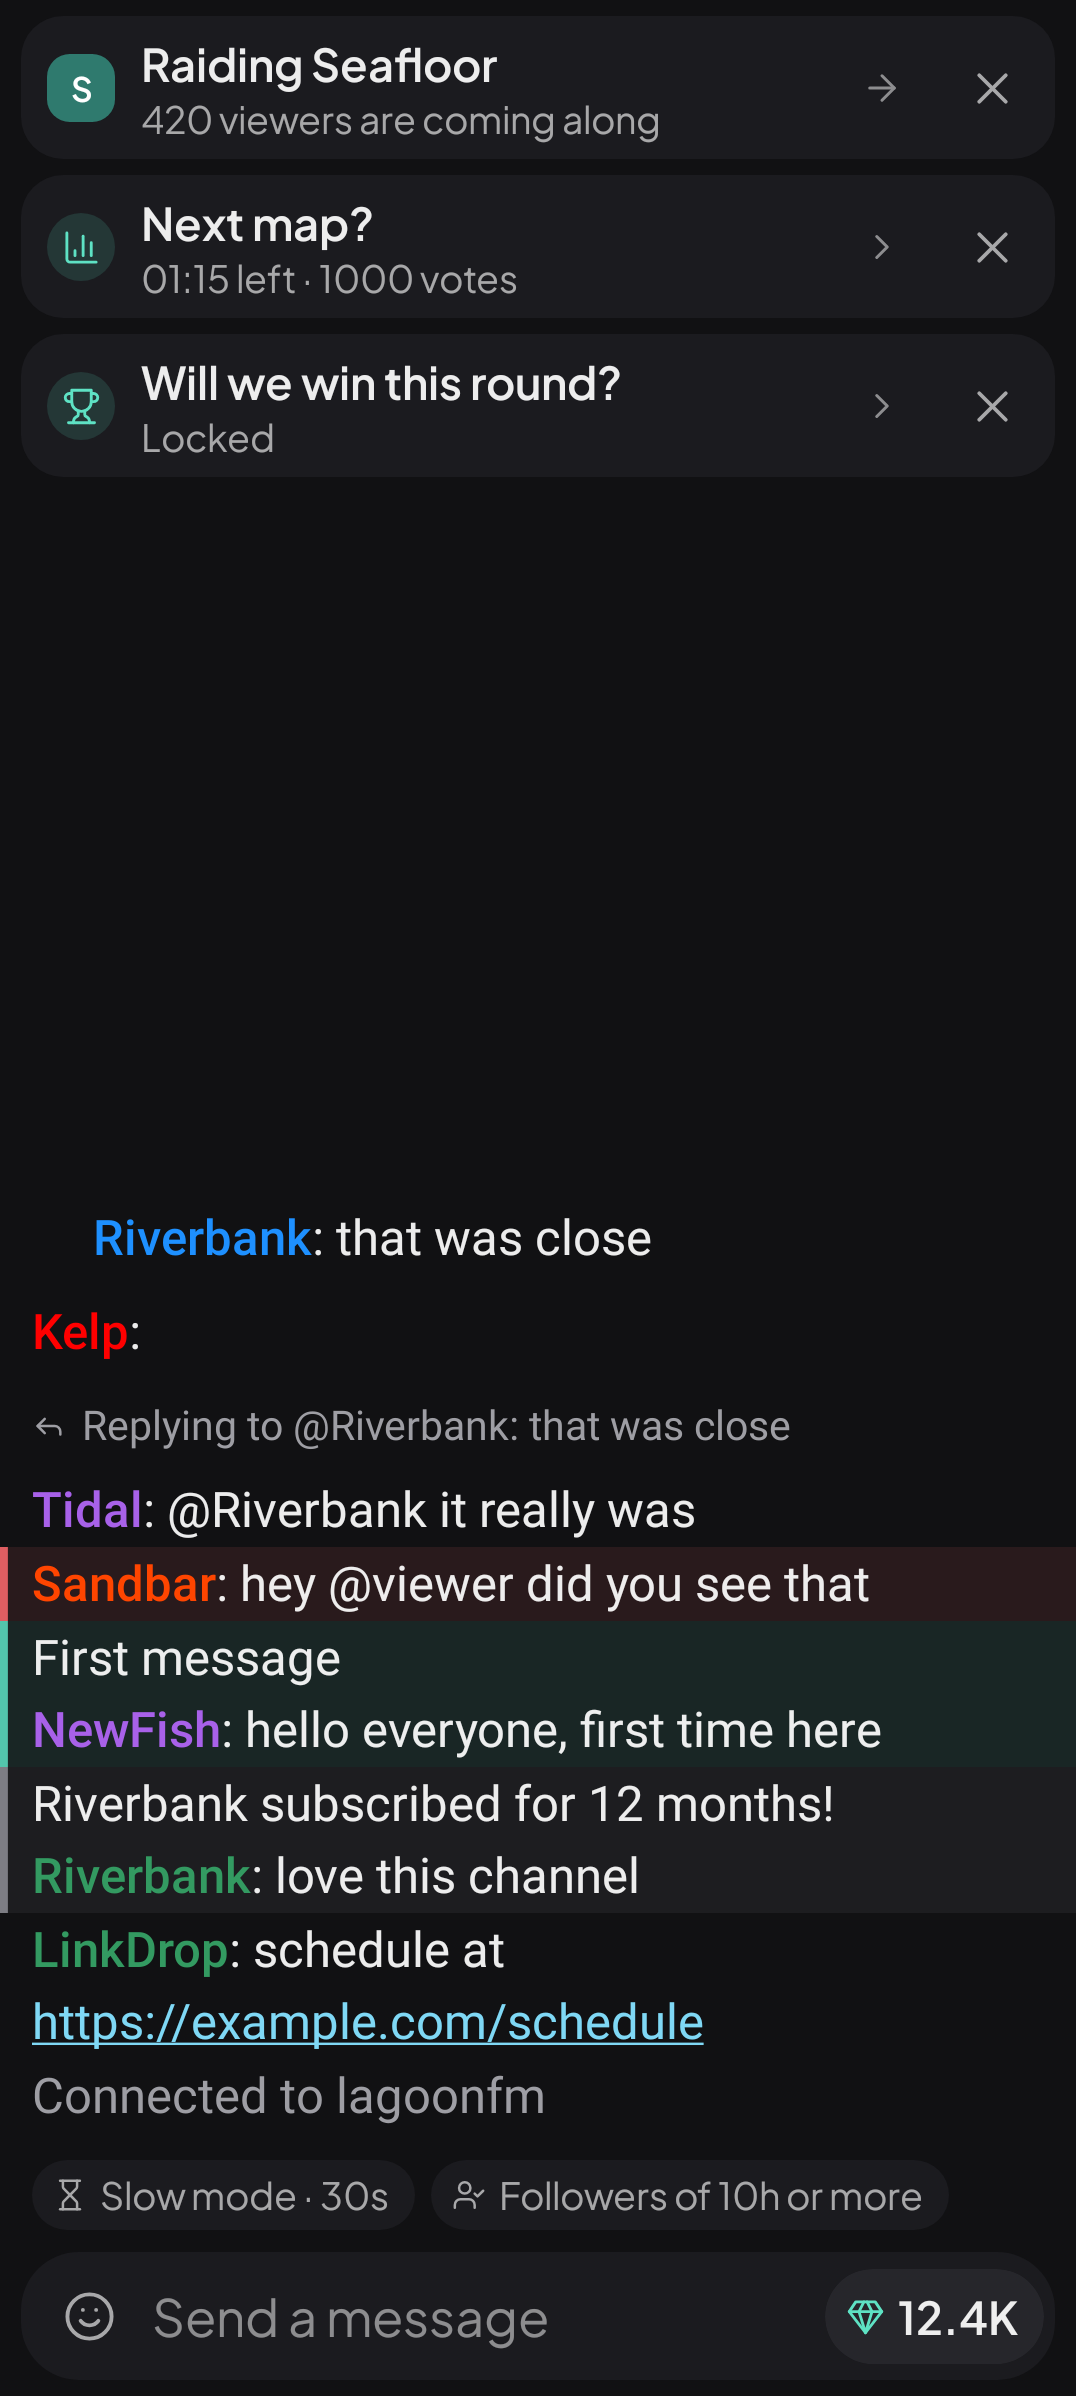 S
Raiding Seafloor
420 viewers are coming along
Next map?
01:15 left · 1000 votes
Will we win this round?
Locked
Riverbank: that was close
Kelp:
Replying to @Riverbank: that was close
Tidal: @Riverbank it really was
Sandbar: hey @viewer did you see that
First message
NewFish: hello everyone, first time here
Riverbank subscribed for 12 months!
Riverbank: love this channel
LinkDrop: schedule at
https://example.com/schedule
Connected to lagoonfm
Slow mode · 30s
Followers of 10h or more
Send a message
12.4K